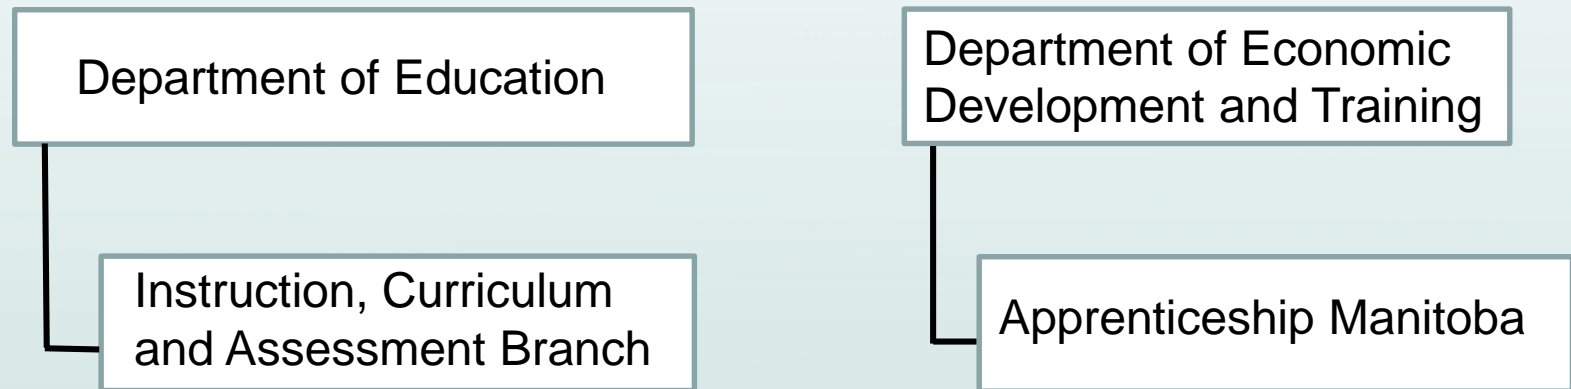 Department of Education
Department of Economic
Development and Training
Instruction, Curriculum
and Assessment Branch
Apprenticeship Manitoba